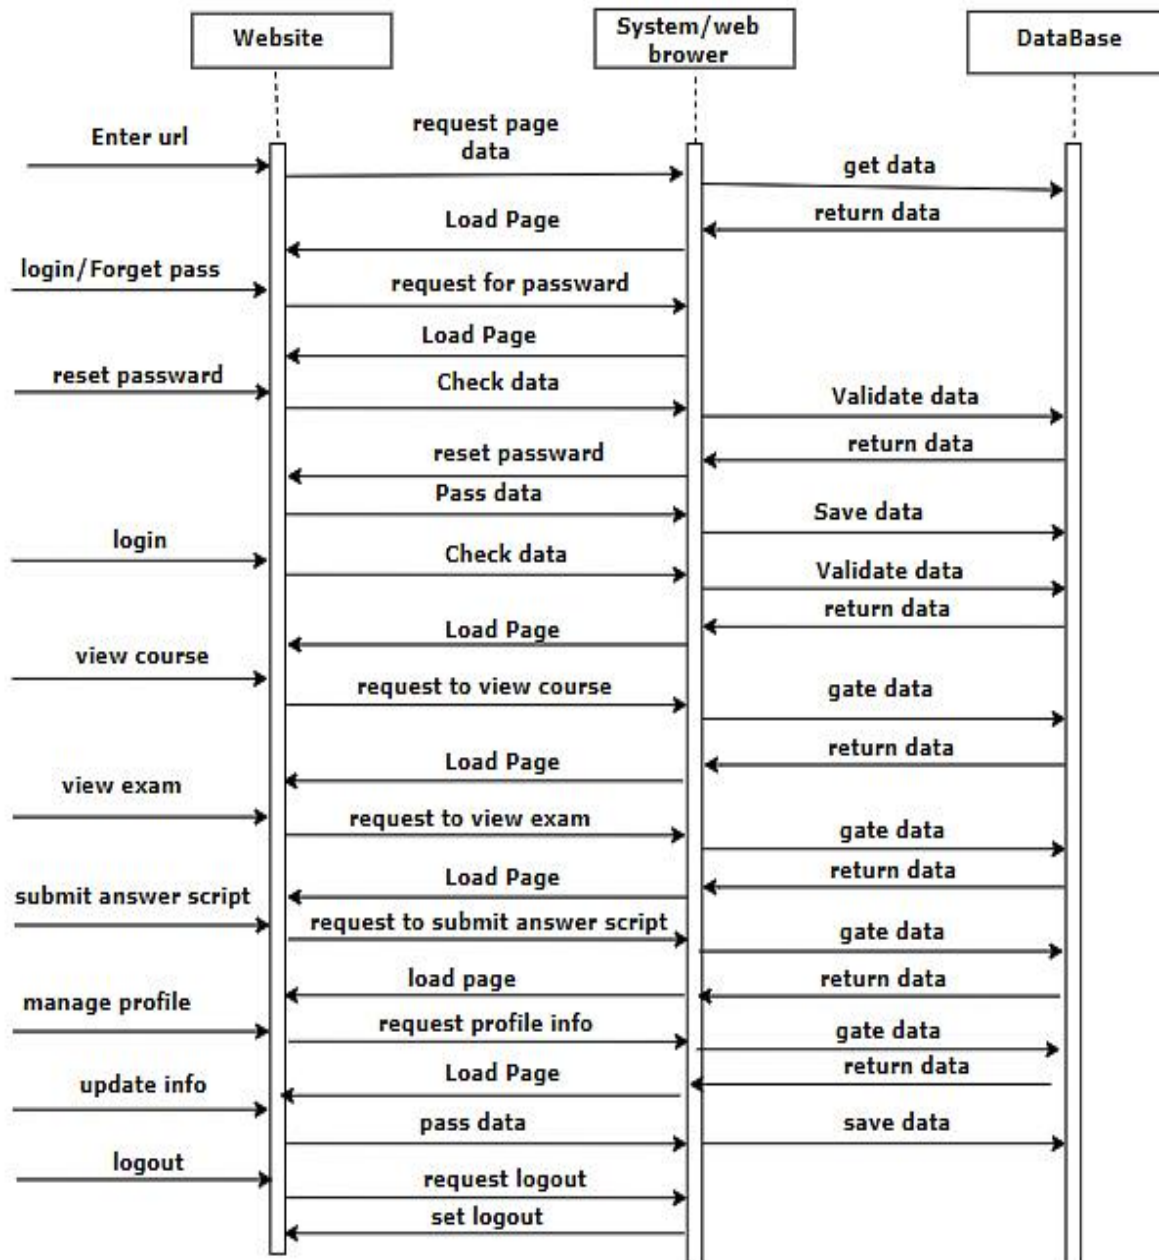 Website
System/web
brower
DataBase
Enter url
request page
data
get data
return data
Load Page
login/Forget pass
request for passward
Load Page
reset passward
Check data
Validate data
return data
reset passward
Pass data
Save data
login
Check data
Validate data
return data
Load Page
view course
request to view course
gate data
return data
Load Page
view exam
request to view exam
gate data
return data
Load Page
submit answer script
request to submit answer script
gate data
return data
load page
manage profile
request profile info
gate data
return data
Load Page
update info
pass data
save data
logout
request logout
set logout